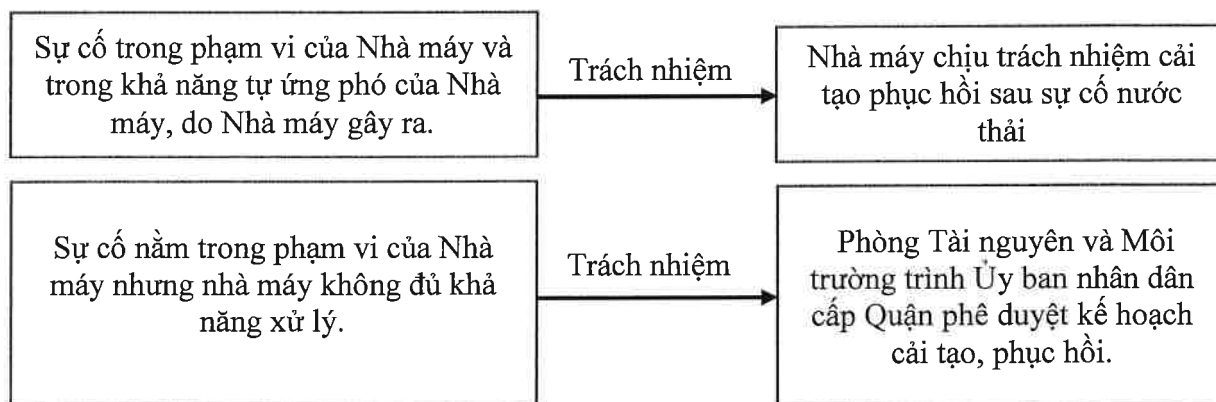 Sự cố trong phạm vi của Nhà máy và
trong khả năng tự ứng phó của Nhà
máy, do Nhà máy gây ra.
Trách nhiệm
Nhà máy chịu trách nhiệm cải
tạo phục hồi sau sự cố nước
thải
Sự cố nằm trong phạm vi của Nhà
máy nhưng nhà máy không đủ khả
năng xử lý.
Trách nhiệm
Phòng Tài nguyên và Môi
trường trình Ủy ban nhân dân
cấp Quận phê duyệt kế hoạch
cải tạo, phục hồi.